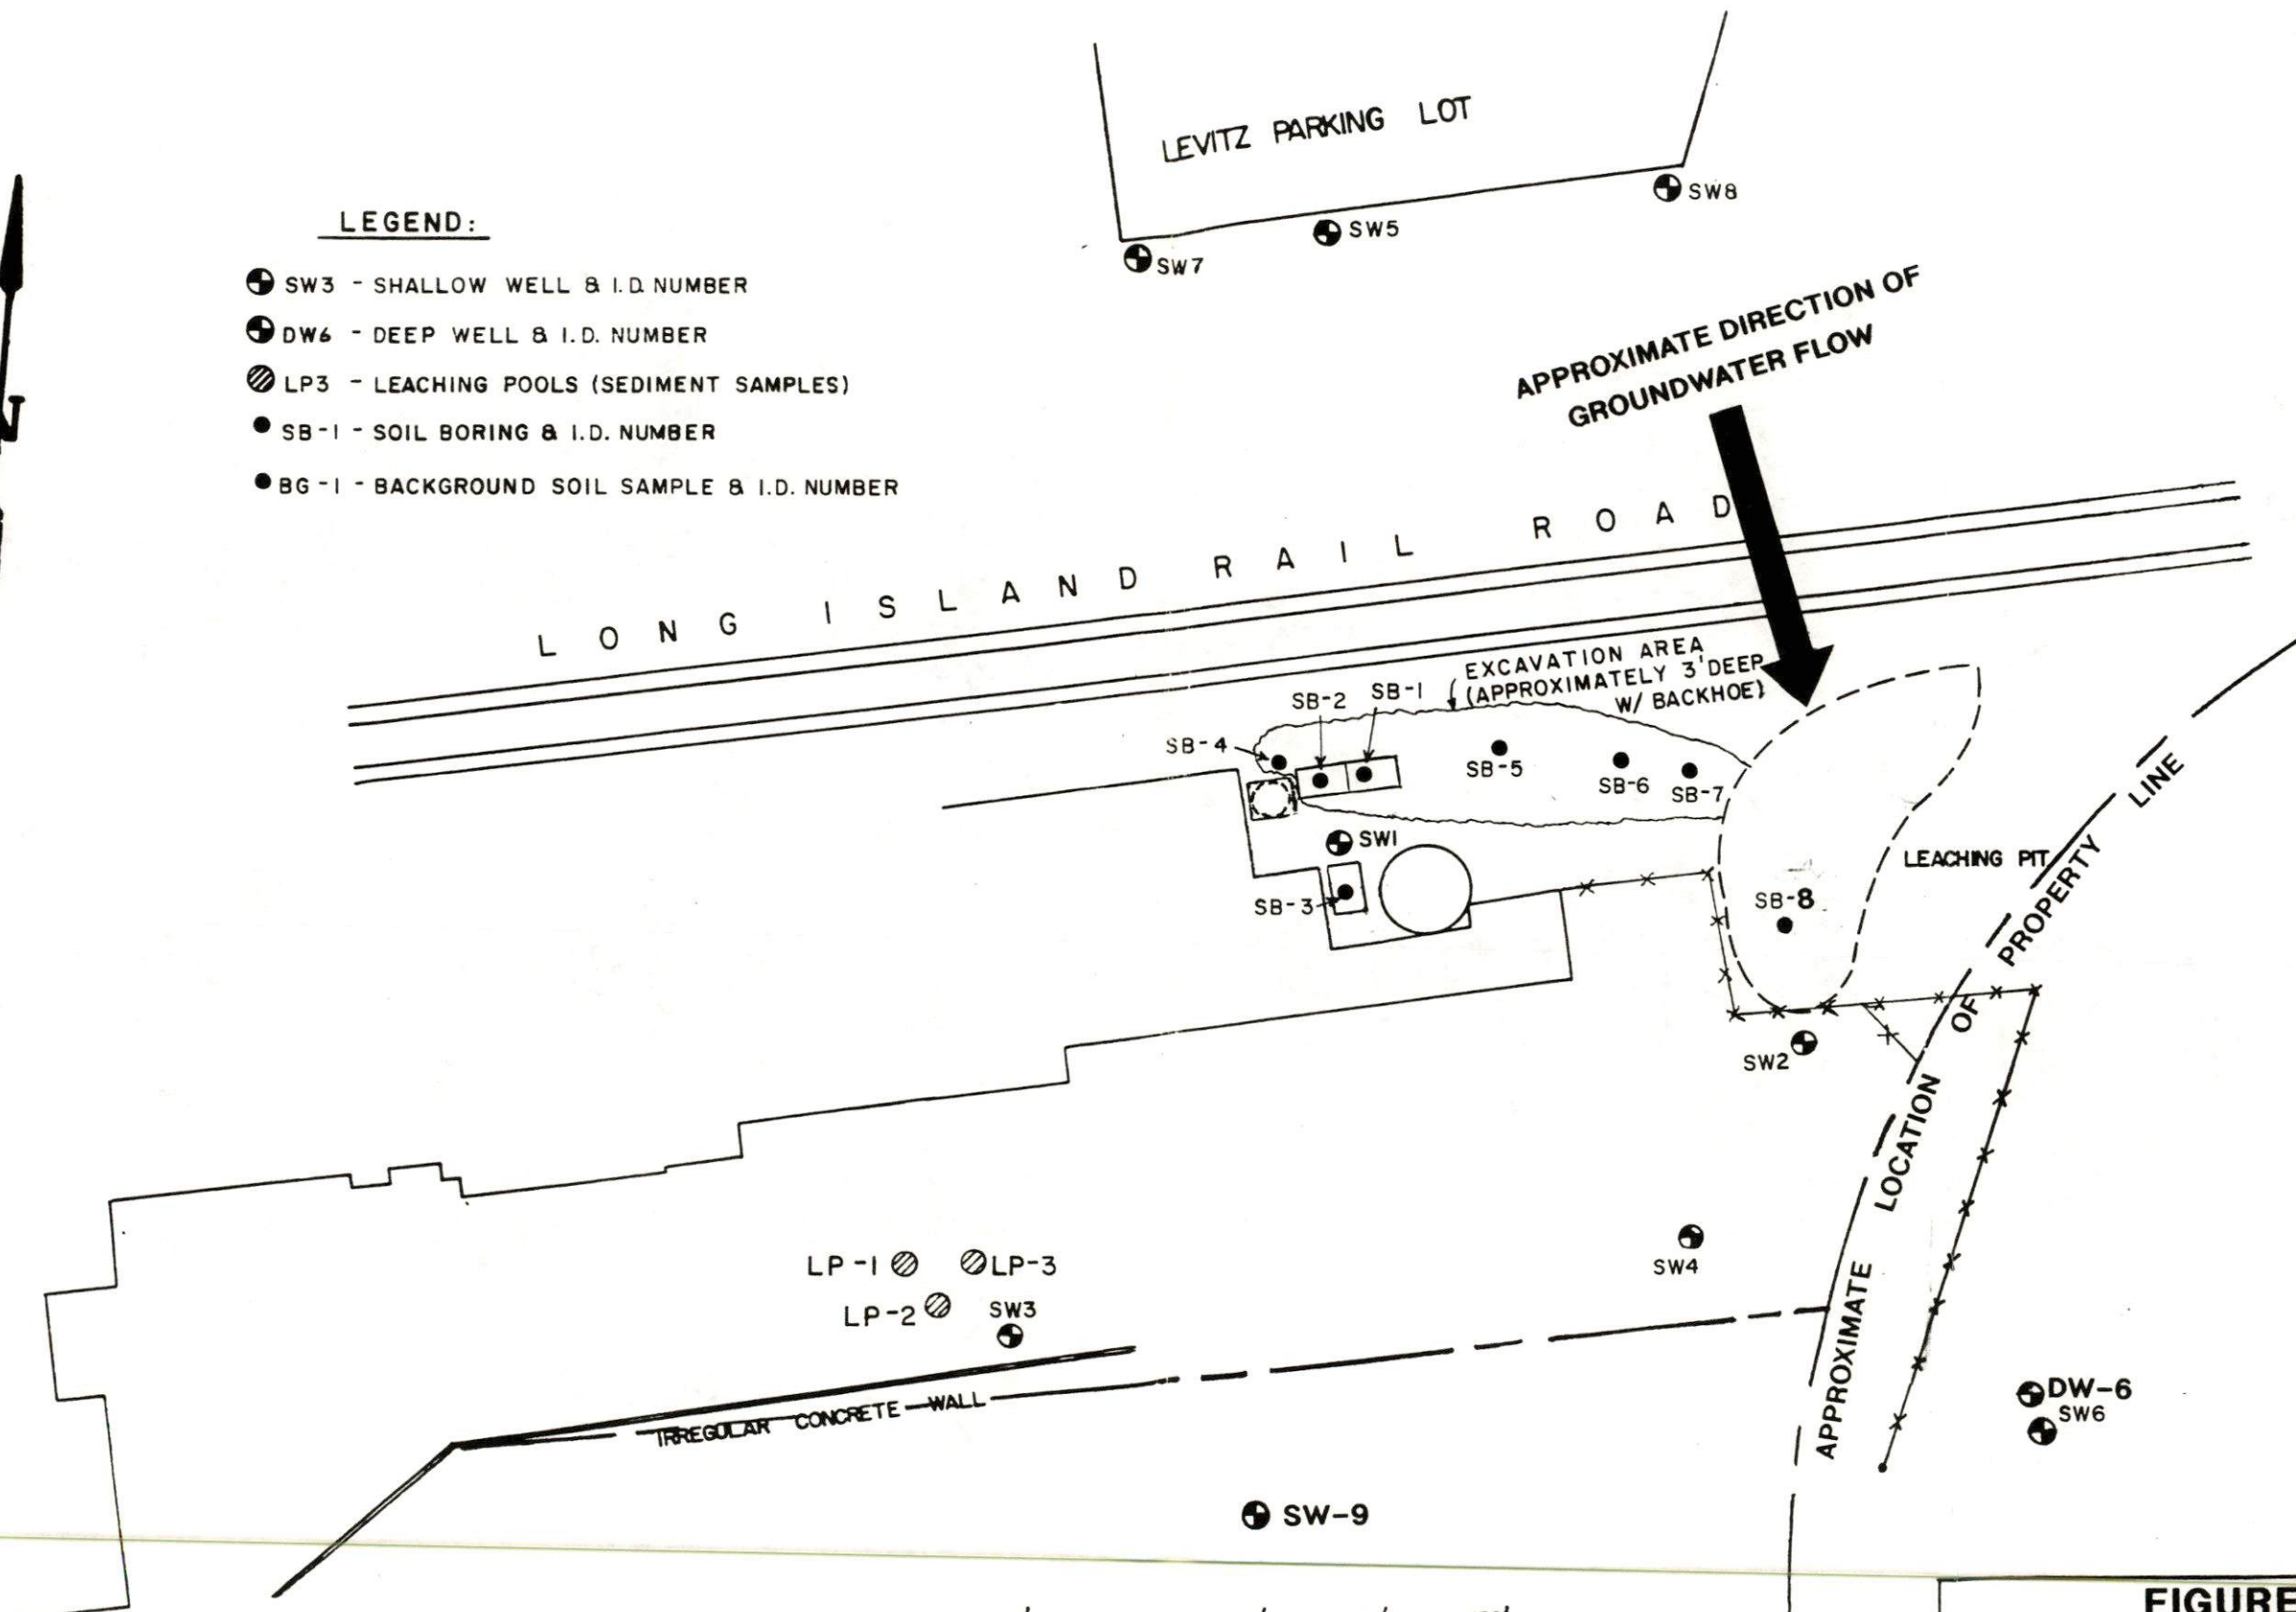 LEVITZ PARKING LOT
SW8
SW5
SW7
N
LEGEND:
SW3 - SHALLOW WELL & I.D. NUMBER
DW6 - DEEP WELL & I.D. NUMBER
LP3 - LEACHING POOLS (SEDIMENT SAMPLES)
SB-1 - SOIL BORING & I.D. NUMBER
BG-1 - BACKGROUND SOIL SAMPLE & I.D. NUMBER
APPROXIMATE DIRECTION OF
GROUNDWATER FLOW
LONG ISLAND RAIL ROAD
EXCAVATION AREA
(APPROXIMATELY 3' DEEP
W/ BACKHOE)
SB-2
SB-1
SB-4
SB-5
SB-6
SB-7
SW1
SB-3
LEACHING PIT
SB-8
SW2
APPROXIMATE LOCATION OF PROPERTY LINE
SW4
LP-1
LP-3
LP-2
SW3
IRREGULAR CONCRETE WALL
DW-6
SW6
SW-9
FIGURE